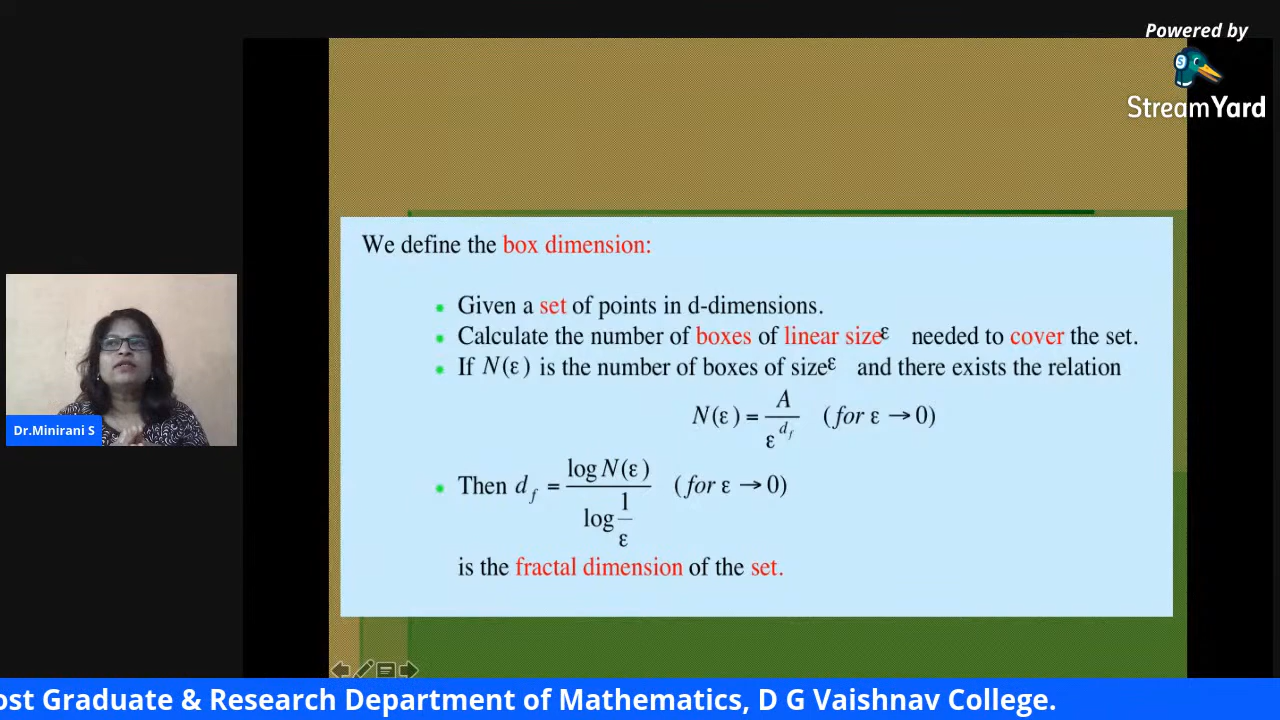 Powered by
StreamYard
We define the box dimension:
Given a set of points in d-dimensions.
Calculate the number of boxes of linear size ε needed to cover the set.
If N(ε) is the number of boxes of size ε and there exists the relation
N(ε) = A / ε^{d_f} (for ε → 0)
Then d_f = log N(ε) / log 1/ε (for ε → 0)
is the fractal dimension of the set.
Dr.Minirani S
ost Graduate & Research Department of Mathematics, D G Vaishnav College.